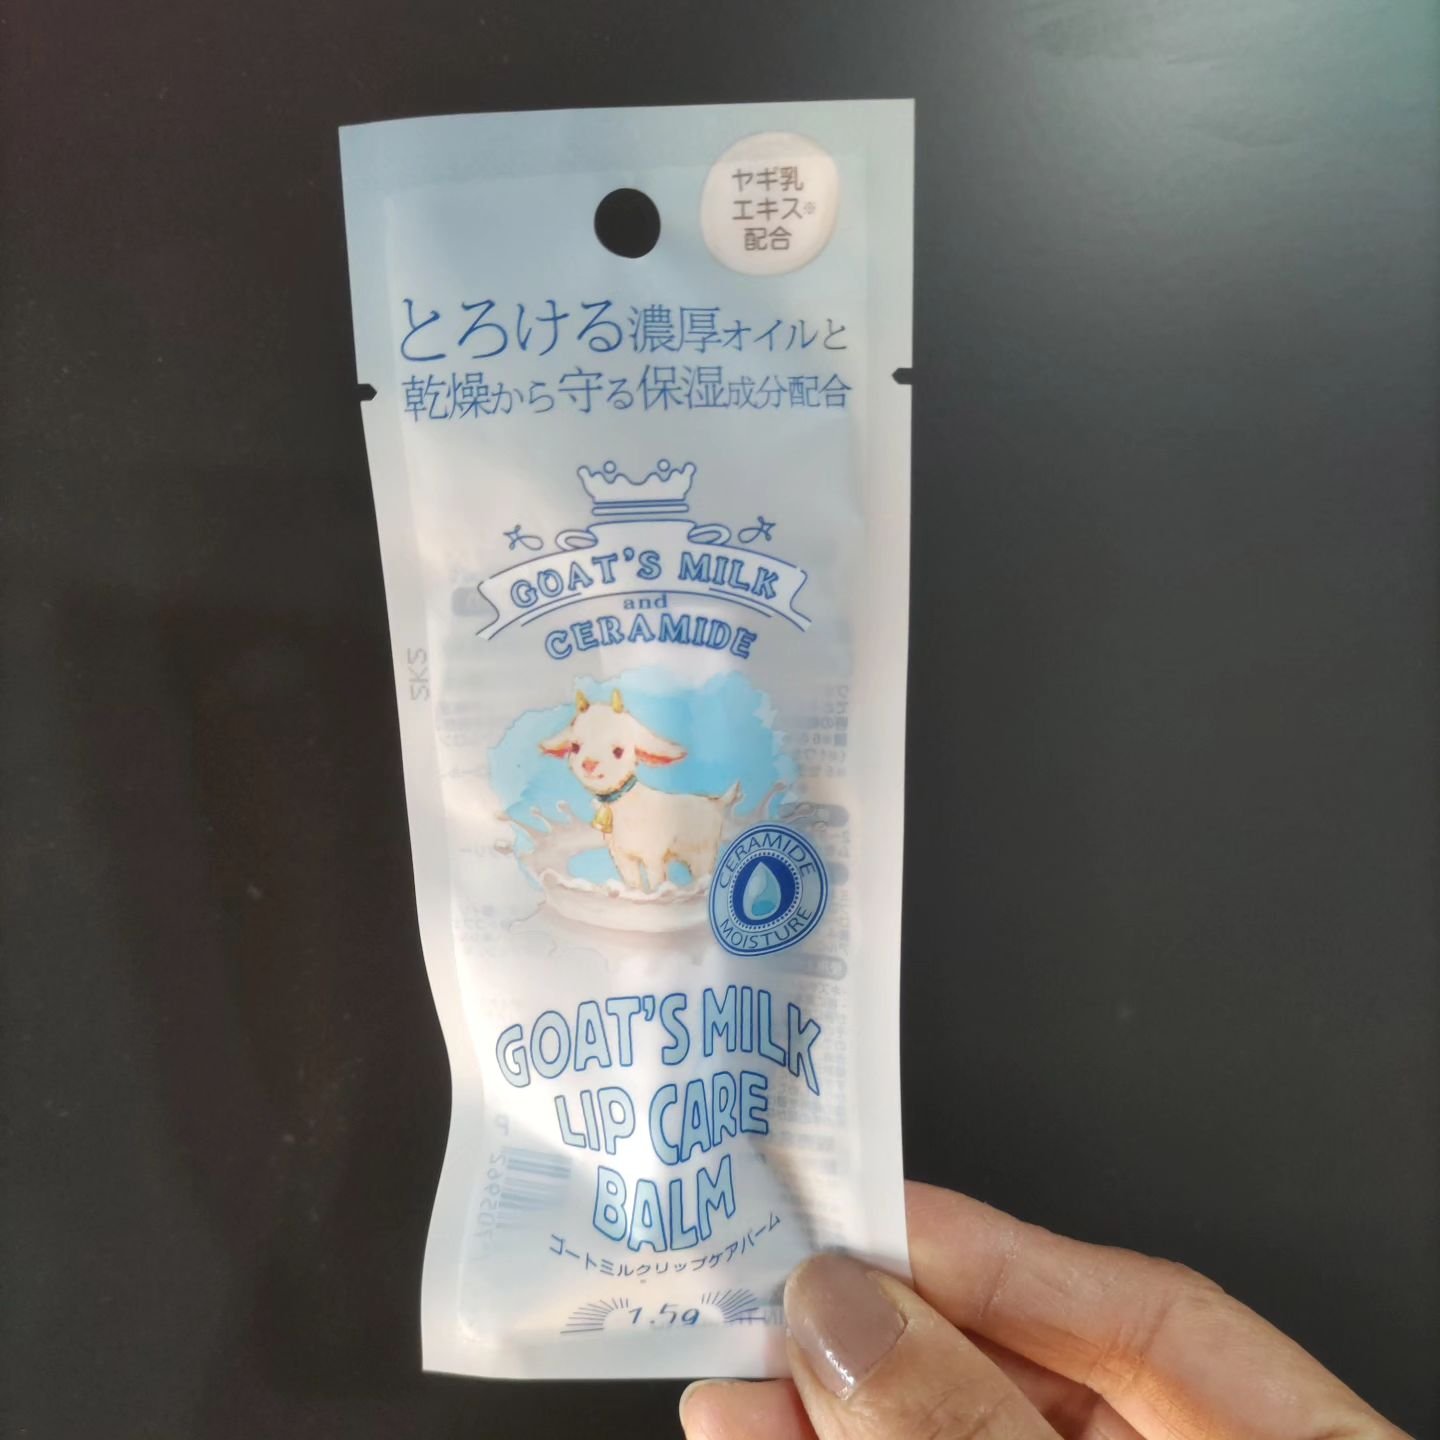 ヤギ乳
エキス※
配合
とろける濃厚オイルと
乾燥から守る保湿成分配合
GOAT'S MILK
and
CERAMIDE
CERAMIDE
MOISTURE
GOAT'S MILK
LIP CARE
BALM
ゴートミルクリップケアバーム
1.5g